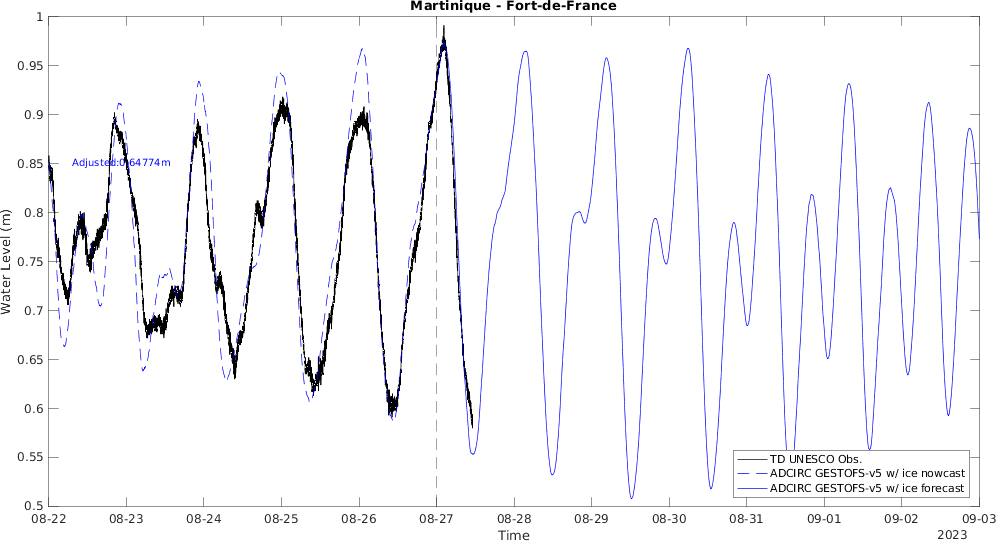 Martinique - Fort-de-France
1
0.95
0.9
0.85
0.8
0.75
0.7
0.65
0.6
0.55
0.5
Water Level (m)
Adjusted:0.64774m
TD UNESCO Obs.
ADCIRC GESTOFS-v5 w/ ice nowcast
ADCIRC GESTOFS-v5 w/ ice forecast
08-22 08-23 08-24 08-25 08-26 08-27 08-28 08-29 08-30 08-31 09-01 09-02 09-03
Time
2023